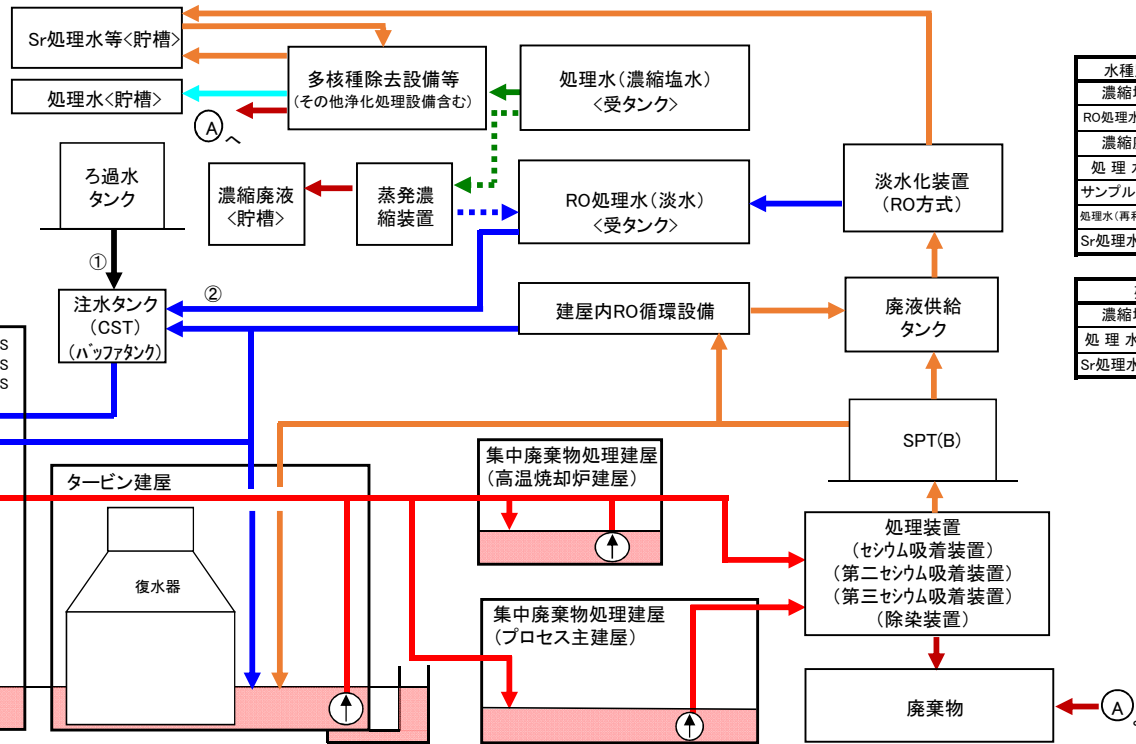 Sr処理水等<貯槽>
処理水<貯槽>
多核種除去設備等
(その他浄化処理設備含む)
Aへ
処理水(濃縮塩水)
<受タンク>
ろ過水
タンク
濃縮廃液
<貯槽>
蒸発濃
縮装置
RO処理水(淡水)
<受タンク>
淡水化装置
(RO方式)
①
②
注水タンク
(CST)
(バッファタンク)
建屋内RO循環設備
廃液供給
タンク
SPT(B)
S
S
S
タービン建屋
復水器
集中廃棄物処理建屋
(高温焼却炉建屋)
集中廃棄物処理建屋
(プロセス主建屋)
処理装置
(セシウム吸着装置)
(第二セシウム吸着装置)
(第三セシウム吸着装置)
(除染装置)
廃棄物
A
水種
濃縮
RO処理水
濃縮
処理水
サンプル
処理水(再
Sr処理水
濃縮
処理水
Sr処理水